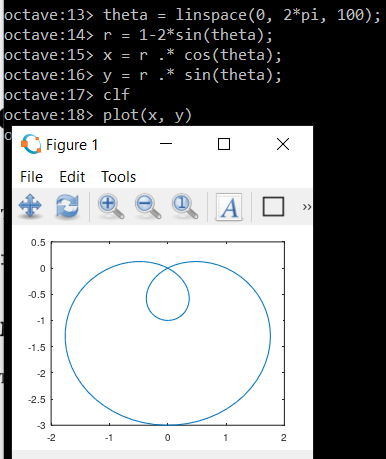 octave:13> theta = linspace(0, 2*pi, 100);
octave:14> r = 1-2*sin(theta);
octave:15> x = r .* cos(theta);
octave:16> y = r .* sin(theta);
octave:17> clf
octave:18> plot(x, y)
Figure 1
File Edit Tools
A
0.5
0
-0.5
-1
-1.5
-2
-2.5
-3
-2 -1 0 1 2